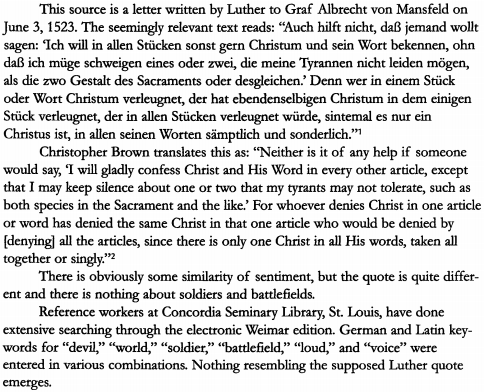 This source is a letter written by Luther to Graf Albrecht von Mansfeld on
June 3, 1523. The seemingly relevant text reads: “Auch hilft nicht, daß jemand wollt
sagen: ‘Ich will in allen Stücken sonst gern Christum und sein Wort bekennen, ohn
daß ich müge schweigen eines oder zwei, die meine Tyrannen nicht leiden mögen,
als die zwo Gestalt des Sacraments oder desgleichen.’ Denn wer in einem Stück
oder Wort Christum verleugnet, der hat ebendenselbigen Christum in dem einigen
Stück verleugnet, der in allen Stücken verleugnet würde, sintemal es nur ein
Christus ist, in allen seinen Worten sämptlich und sonderlich.”¹
Christopher Brown translates this as: “Neither is it of any help if someone
would say, ‘I will gladly confess Christ and His Word in every other article, except
that I may keep silence about one or two that my tyrants may not tolerate, such as
both species in the Sacrament and the like.’ For whoever denies Christ in one article
or word has denied the same Christ in that one article who would be denied by
[denying] all the articles, since there is only one Christ in all His words, taken all
together or singly.”²
There is obviously some similarity of sentiment, but the quote is quite differ-
ent and there is nothing about soldiers and battlefields.
Reference workers at Concordia Seminary Library, St. Louis, have done
extensive searching through the electronic Weimar edition. German and Latin key-
words for “devil,” “world,” “soldier,” “battlefield,” “loud,” and “voice” were
entered in various combinations. Nothing resembling the supposed Luther quote
emerges.